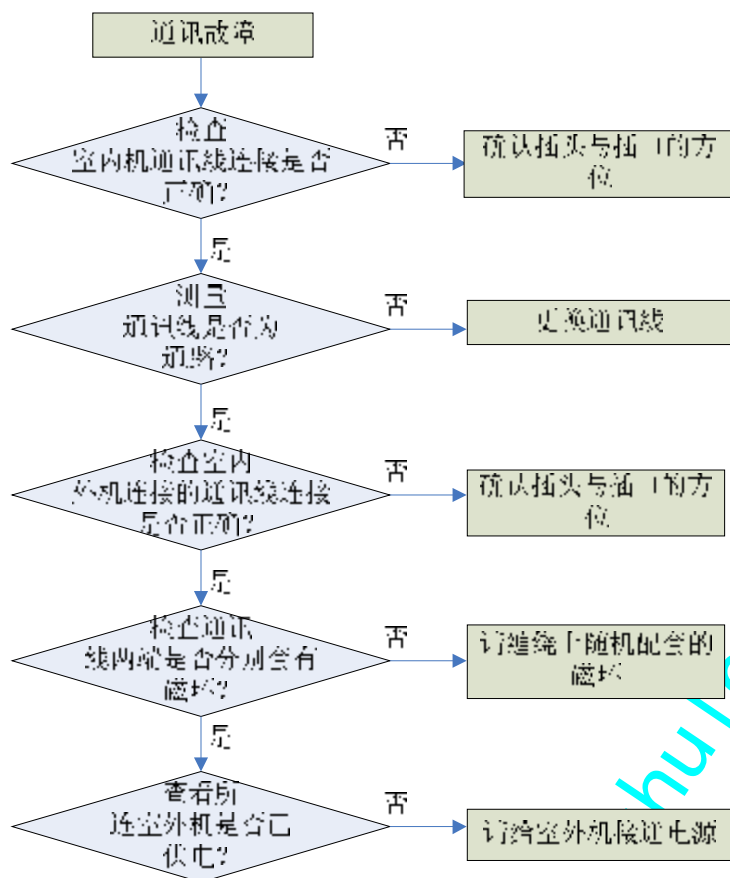 通讯故障
检查
室内机通讯线连接是否
正确?
否
确认插头与插口的方
位
是
测量
通讯线是否为
通路?
否
更换通讯线
是
检查室内
外机连接的通讯线连接
是否正确?
否
确认插头与插口的方
位
是
检查通讯
线两端是否分别套有
磁环?
否
请缠绕上随机配套的
磁环
是
查看所
连室外机是否已
供电?
否
请给室外机接通电源
hu